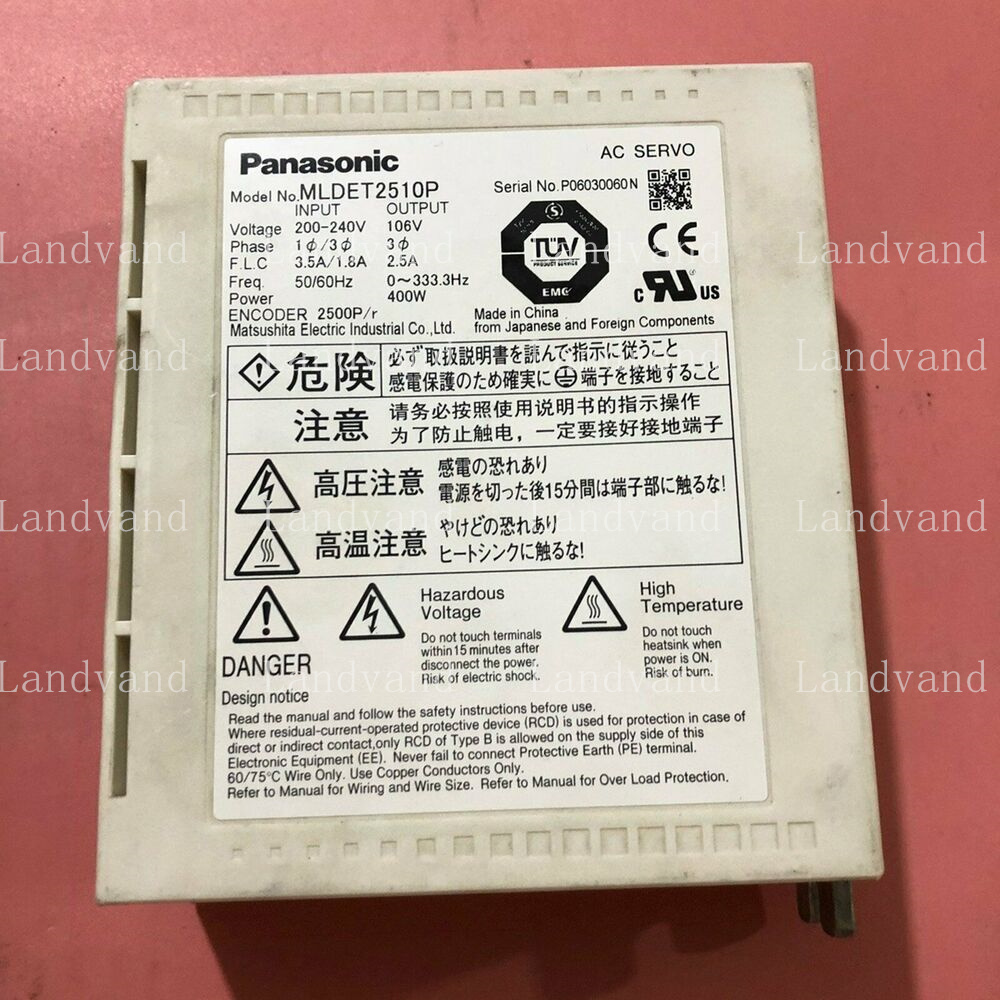 Panasonic
AC SERVO
Model No.MLDET2510P
Serial No.P06030060N
INPUT OUTPUT
Voltage 200-240V 106V
Phase 1ϕ/3ϕ 3ϕ
F.L.C 3.5A/1.8A 2.5A
Freq. 50/60Hz 0~333.3Hz
Power 400W
ENCODER 2500P/r
Matsushita Electric Industrial Co.,Ltd.
TÜV
PRODUCT SERVICE
EMC
CE
c RU US
Made in China
from Japanese and Foreign Components
危険
必ず取扱説明書を読んで指示に従うこと
感電保護のため確実に⏚端子を接地すること
注意
请务必按照使用说明书的指示操作
为了防止触电，一定要接好接地端子
高圧注意
感電の恐れあり
電源を切った後15分間は端子部に触るな!
高温注意
やけどの恐れあり
ヒートシンクに触るな!
DANGER
Hazardous
Voltage
Do not touch terminals
within 15 minutes after
disconnect the power.
Risk of electric shock.
High
Temperature
Do not touch
heatsink when
power is ON.
Risk of burn.
Design notice
Read the manual and follow the safety instructions before use.
Where residual-current-operated protective device (RCD) is used for protection in case of
direct or indirect contact,only RCD of Type B is allowed on the supply side of this
Electronic Equipment (EE). Never fail to connect Protective Earth (PE) terminal.
60/75°C Wire Only. Use Copper Conductors Only.
Refer to Manual for Wiring and Wire Size. Refer to Manual for Over Load Protection.
Landvand Landvand Landvand Landvand
Landvand Landvand Landvand Landvand
Landvand Landvand Landvand Landvand
Landvand Landvand Landvand Landvand